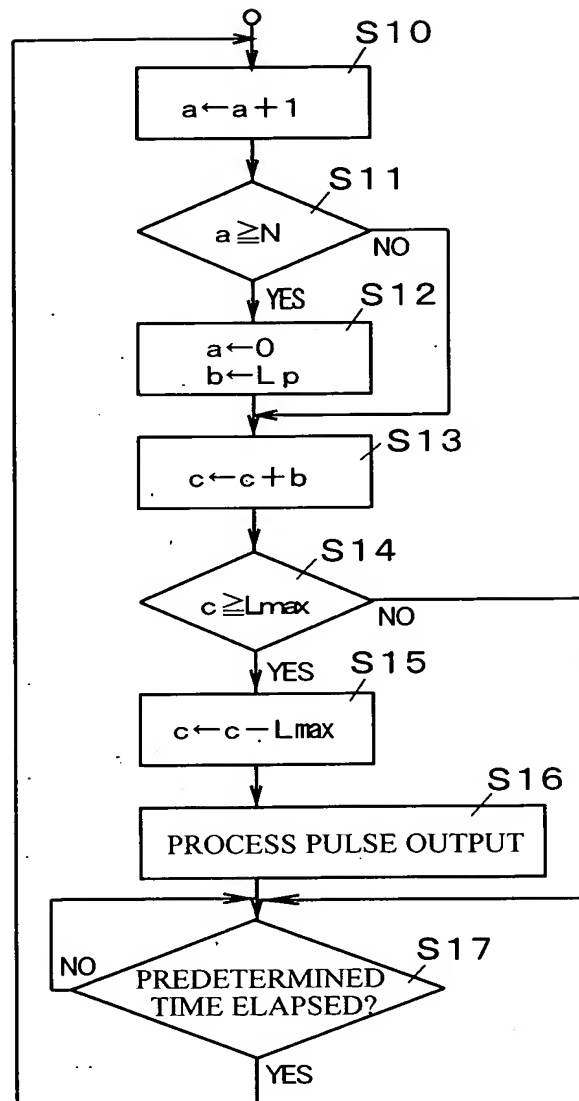 S10
a←a+1
S11
a≧N
NO
YES
S12
a←0
b←Lp
S13
c←c+b
S14
c≧Lmax
NO
YES
S15
c←c−Lmax
S16
PROCESS PULSE OUTPUT
S17
NO
PREDETERMINED
TIME ELAPSED?
YES